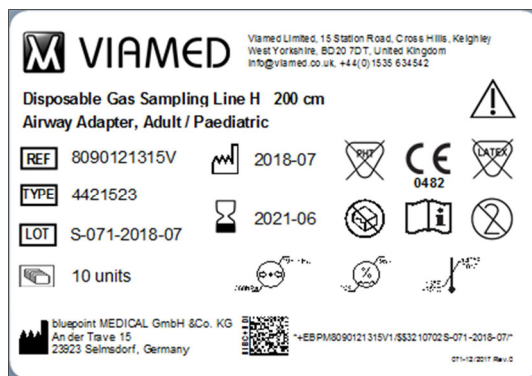 VIAMED
Viamed Limited, 15 Station Road, Cross Hills, Keighley
West Yorkshire, BD20 7DT, United Kingdom
info@viamed.co.uk, +44(0)1535 634542
Disposable Gas Sampling Line H 200 cm
Airway Adapter, Adult / Paediatric
REF 8090121315V 2018-07 PHT CE 0482 LATEX
TYPE 4421523
LOT S-071-2018-07 2021-06 2
10 units %
bluepoint MEDICAL GmbH &Co. KG
An der Trave 15
23923 Selmsdorf, Germany
*+EBPM8090121315V1/$$3210702S-071-2018-07/*
071-12/2017 Rev.0